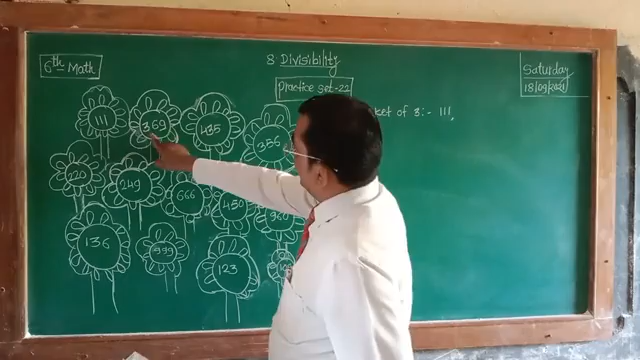 6th - Math
8 Divisibility
Practice set-22
Saturday
18/09/2021
ket of 3:- 111,
111
369
435
356
220
249
666
450
960
136
999
123